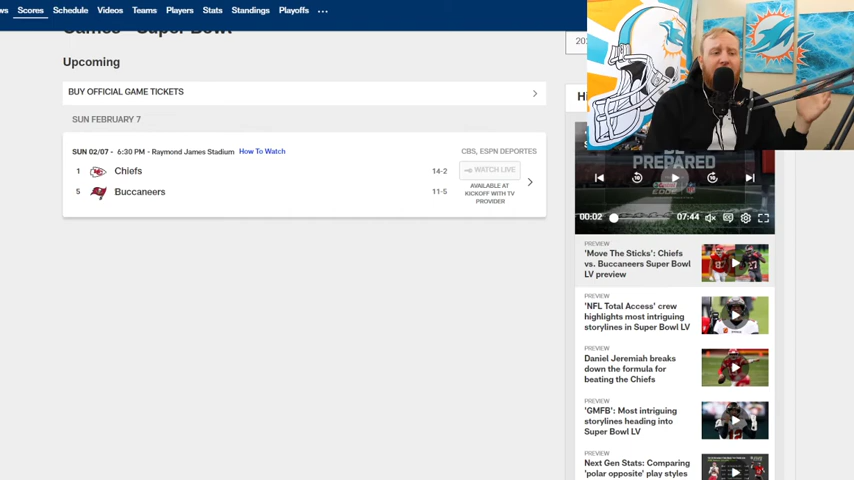 Scores Schedule Videos Teams Players Stats Standings Playoffs ...
Upcoming
BUY OFFICIAL GAME TICKETS
SUN FEBRUARY 7
SUN 02/07 - 6:30 PM - Raymond James Stadium How To Watch
CBS, ESPN DEPORTES
1 Chiefs 14-2
5 Buccaneers 11-5
WATCH LIVE
AVAILABLE AT
KICKOFF WITH TV
PROVIDER
PREPARED
10
10
00:02
07:44
PREVIEW
'Move The Sticks': Chiefs
vs. Buccaneers Super Bowl
LV preview
PREVIEW
'NFL Total Access' crew
highlights most intriguing
storylines in Super Bowl LV
PREVIEW
Daniel Jeremiah breaks
down the formula for
beating the Chiefs
PREVIEW
'GMFB': Most intriguing
storylines heading into
Super Bowl LV
PREVIEW
Next Gen Stats: Comparing
'polar opposite' play styles